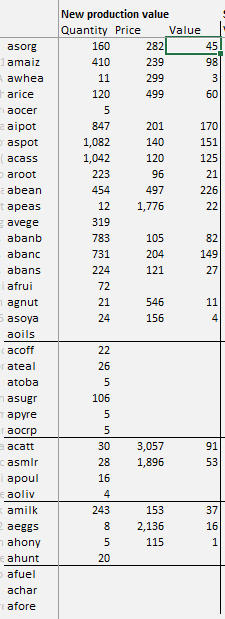 New production value
Quantity Price Value
asorg 160 282 45
amaiz 410 239 98
awhea 11 299 3
arice 120 499 60
aocer 5
aipot 847 201 170
aspot 1,082 140 151
acass 1,042 120 125
aroot 223 96 21
abean 454 497 226
apeas 12 1,776 22
avege 319
abanb 783 105 82
abanc 731 204 149
abans 224 121 27
afrui 72
agnut 21 546 11
asoya 24 156 4
aoils
acoff 22
ateal 26
atoba 5
asugr 106
apyre 5
aocrp 5
acatt 30 3,057 91
asmlr 28 1,896 53
apoul 16
aoliv 4
amilk 243 153 37
aeggs 8 2,136 16
ahony 5 115 1
ahunt 20
afuel
achar
afore